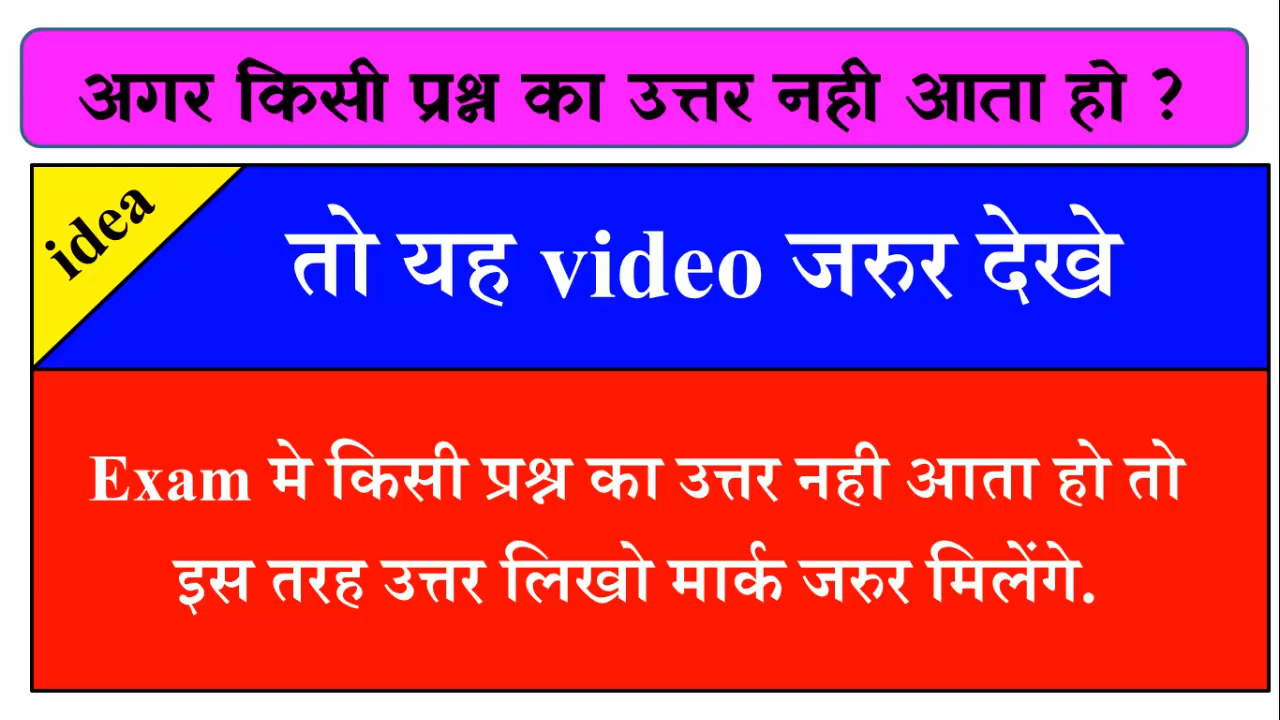 अगर किसी प्रश्न का उत्तर नही आता हो ?
idea
तो यह video जरुर देखे
Exam मे किसी प्रश्न का उत्तर नही आता हो तो
इस तरह उत्तर लिखो मार्क जरुर मिलेंगे.